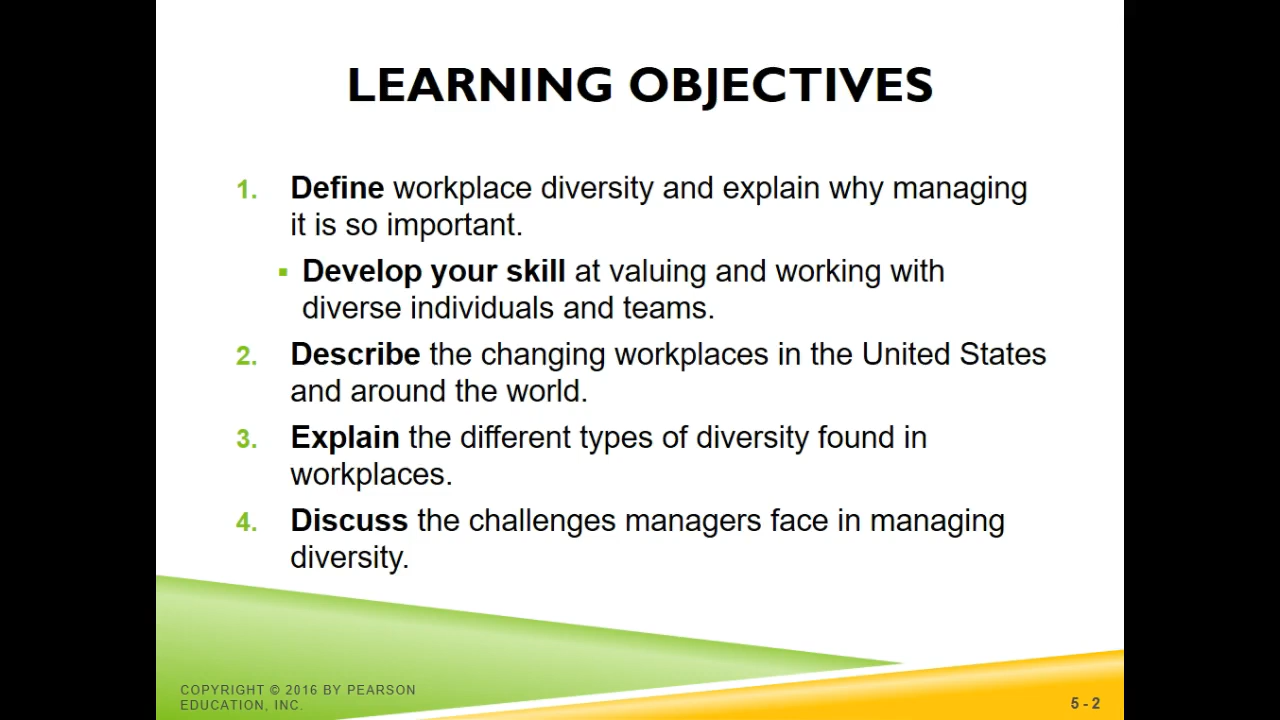 LEARNING OBJECTIVES
1. Define workplace diversity and explain why managing
it is so important.
▪ Develop your skill at valuing and working with
diverse individuals and teams.
2. Describe the changing workplaces in the United States
and around the world.
3. Explain the different types of diversity found in
workplaces.
4. Discuss the challenges managers face in managing
diversity.
COPYRIGHT © 2016 BY PEARSON
EDUCATION, INC.
5 - 2